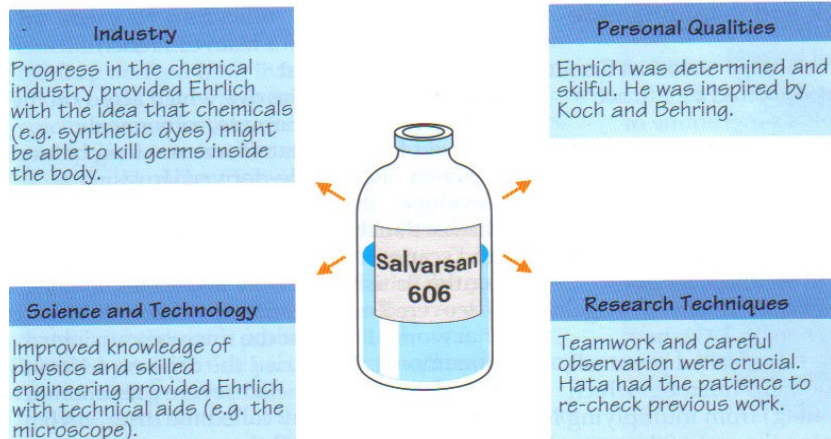 Industry
Progress in the chemical
industry provided Ehrlich
with the idea that chemicals
(e.g. synthetic dyes) might
be able to kill germs inside
the body.
Personal Qualities
Ehrlich was determined and
skilful. He was inspired by
Koch and Behring.
Salvarsan
606
Science and Technology
Improved knowledge of
physics and skilled
engineering provided Ehrlich
with technical aids (e.g. the
microscope).
Research Techniques
Teamwork and careful
observation were crucial.
Hata had the patience to
re-check previous work.